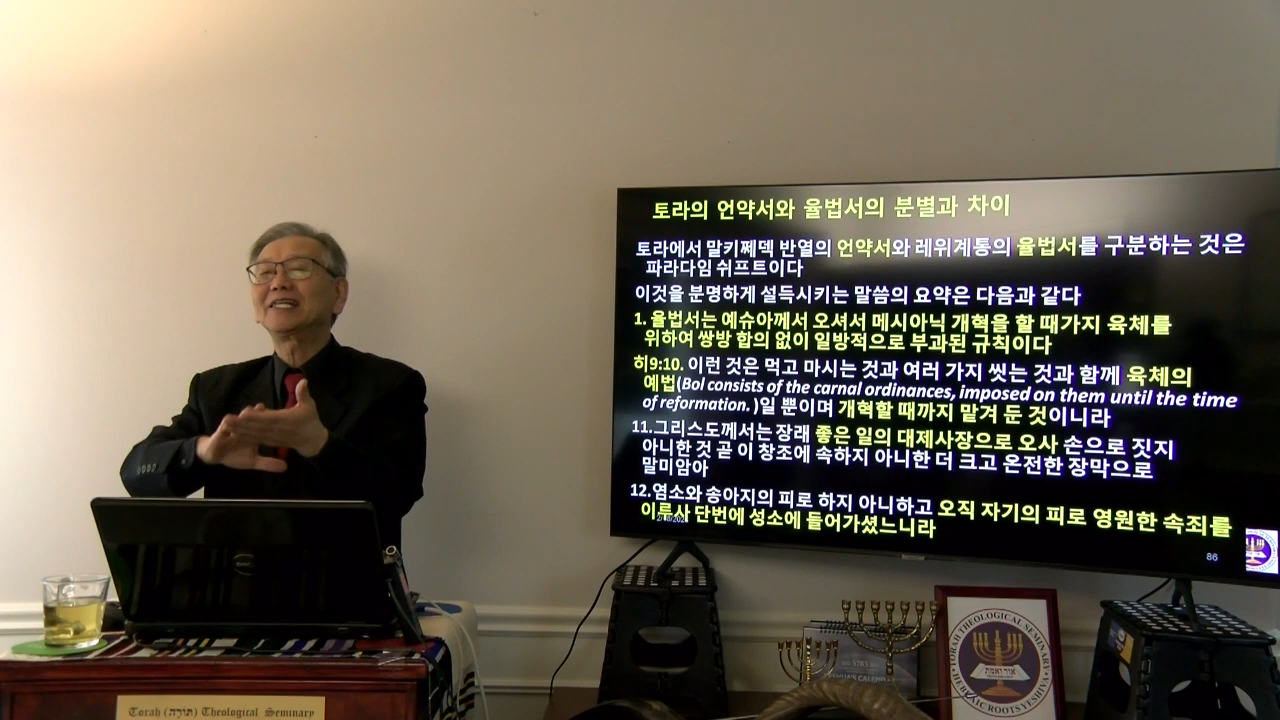 토라의 언약서와 율법서의 분별과 차이
토라에서 말키쩨덱 반열의 언약서와 레위계통의 율법서를 구분하는 것은
파라다임 쉬프트이다
이것을 분명하게 설득시키는 말씀의 요약은 다음과 같다
1. 율법서는 예슈아께서 오셔서 메시아닉 개혁을 할 때가지 육체를
위하여 쌍방 합의 없이 일방적으로 부과된 규칙이다
히9:10. 이런 것은 먹고 마시는 것과 여러 가지 씻는 것과 함께 육체의
예법(Bol consists of the carnal ordinances, imposed on them until the time
of reformation. )일 뿐이며 개혁할 때까지 맡겨 둔 것이니라
11.그리스도께서는 장래 좋은 일의 대제사장으로 오사 손으로 짓지
아니한 것 곧 이 창조에 속하지 아니한 더 크고 온전한 장막으로
말미암아
12.염소와 송아지의 피로 하지 아니하고 오직 자기의 피로 영원한 속죄를
이루사 단번에 성소에 들어가셨느니라
86
DELL
TORAH THEOLOGICAL SEMINARY
אור ואמת
HEBRAIC ROOTS YESHIVA
Torah (תורה) Theological Seminary